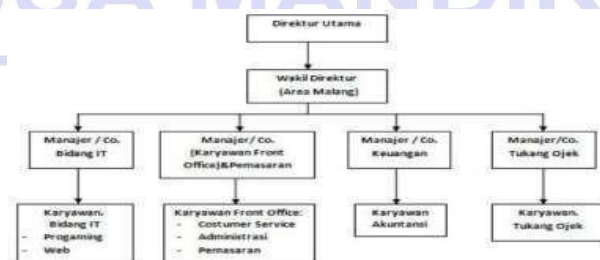 Direktur Utama
Wakil Direktur
(Area Malang)
Manajer / Co.
Bidang IT
Manajer/ Co.
(Karyawan Front
Office)&Pemasaran
Manajer / Co.
Keuangan
Manajer/Co.
Tukang Ojek
Karyawan.
Bidang IT
- Progaming
- Web
Karyawan Front Office:
- Costumer Service
- Administrasi
- Pemasaran
Karyawan
Akuntansi
Karyawan.
Tukang Ojek